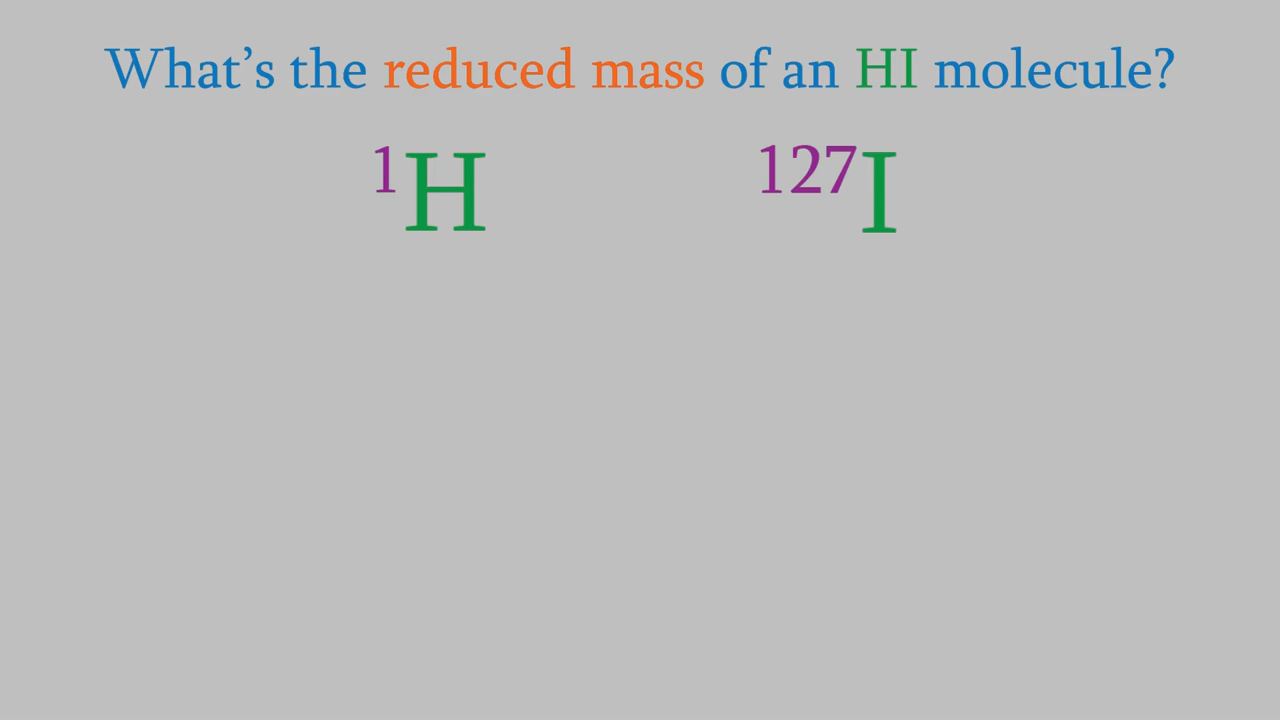 What’s the reduced mass of an HI molecule?
¹H ¹²⁷I